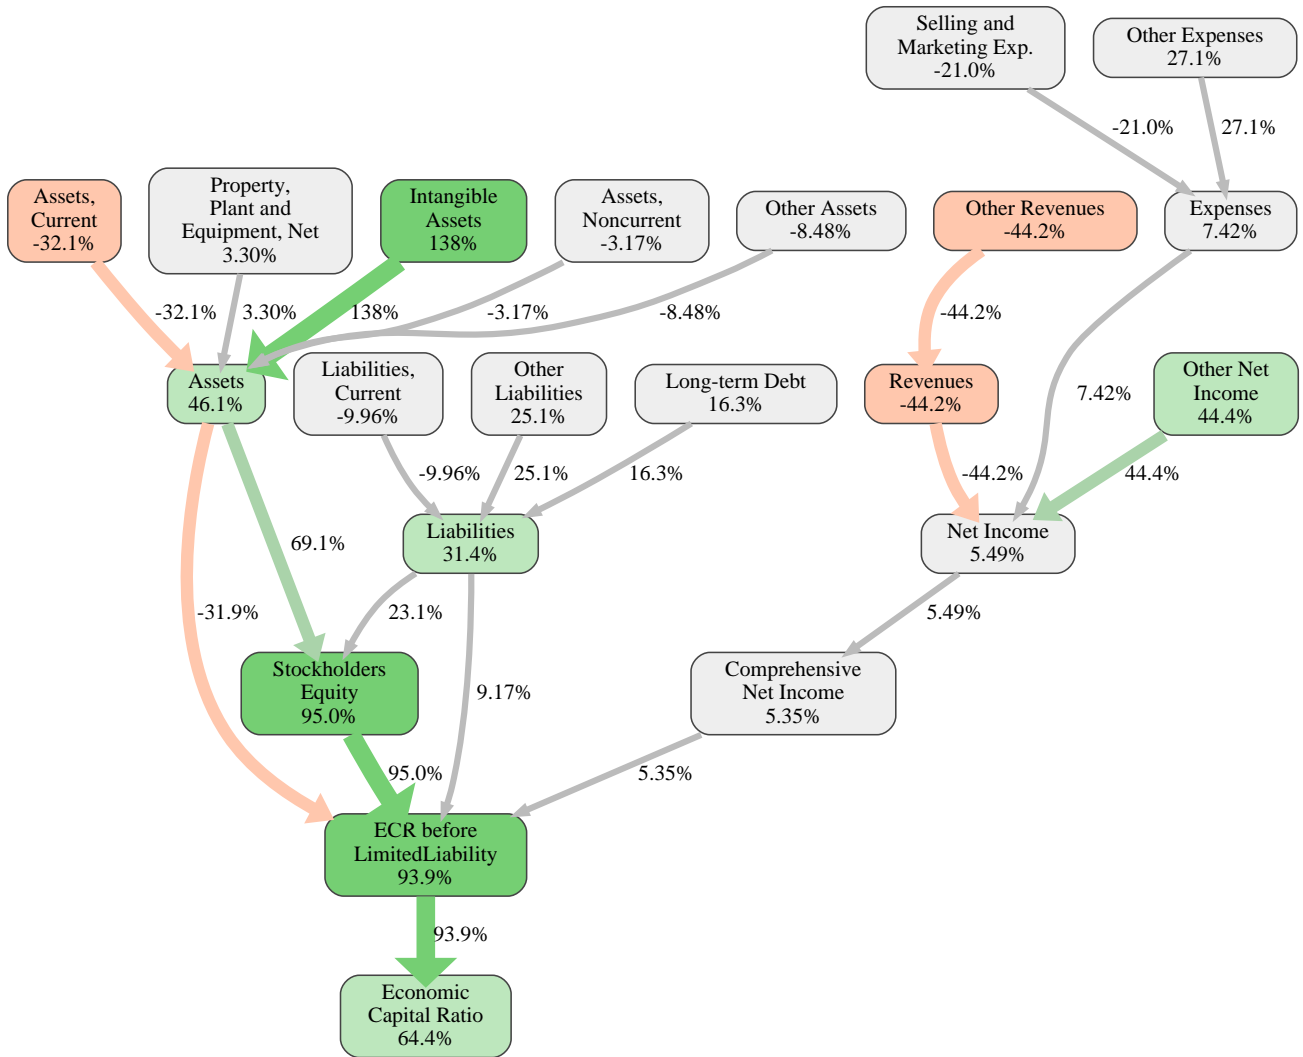 Selling and
Marketing Exp.
-21.0%
Other Expenses
27.1%
-21.0%
27.1%
Assets,
Current
-32.1%
Property,
Plant and
Equipment, Net
3.30%
Intangible
Assets
138%
Assets,
Noncurrent
-3.17%
Other Assets
-8.48%
Other Revenues
-44.2%
Expenses
7.42%
-32.1%
3.30%
138%
-3.17%
-8.48%
-44.2%
Assets
46.1%
Liabilities,
Current
-9.96%
Other
Liabilities
25.1%
Long-term Debt
16.3%
Revenues
-44.2%
7.42%
Other Net
Income
44.4%
-9.96%
25.1%
16.3%
-44.2%
44.4%
69.1%
Liabilities
31.4%
Net Income
5.49%
-31.9%
23.1%
5.49%
Stockholders
Equity
95.0%
9.17%
Comprehensive
Net Income
5.35%
95.0%
5.35%
ECR before
LimitedLiability
93.9%
93.9%
Economic
Capital Ratio
64.4%